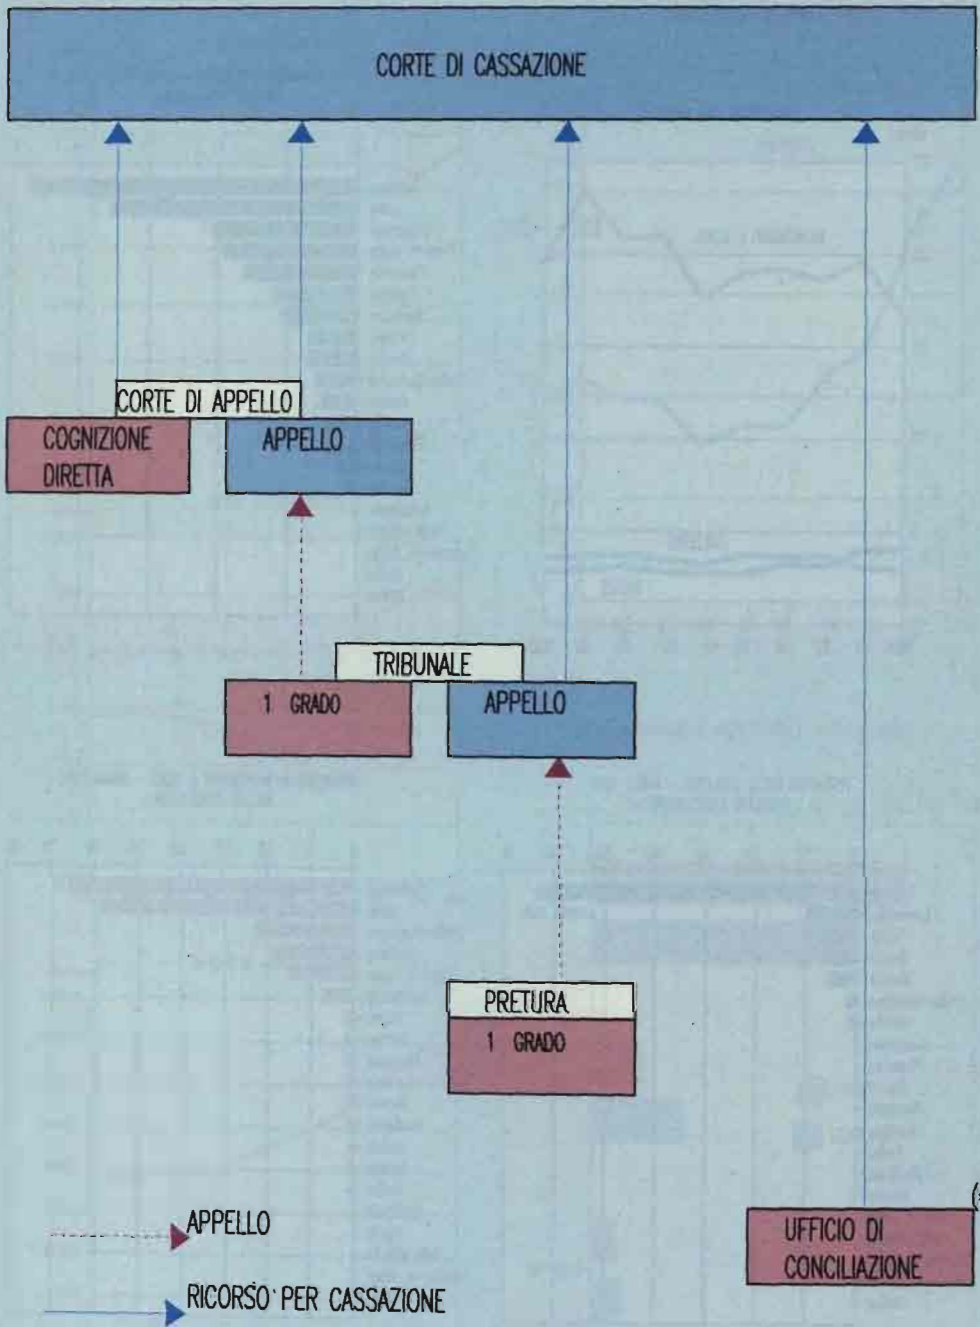 CORTE DI CASSAZIONE
CORTE DI APPELLO
COGNIZIONE
DIRETTA
APPELLO
TRIBUNALE
1 GRADO
APPELLO
PRETURA
1 GRADO
UFFICIO DI
CONCILIAZIONE
APPELLO
RICORSO PER CASSAZIONE